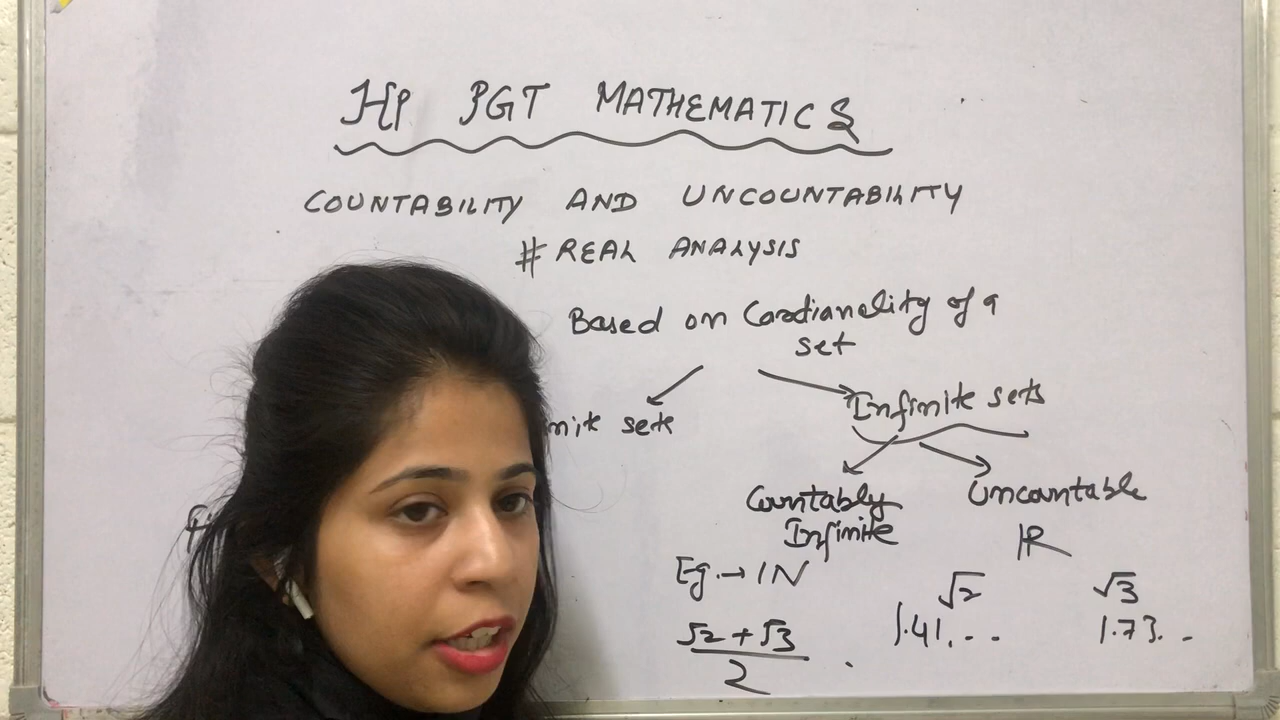 HP PGT MATHEMATICS
COUNTABILITY AND UNCOUNTABILITY
# REAL ANALYSIS
Based on Cardianality of a
set
nite sets
Infinite sets
Countably
Infinite
Uncountable
IR
Eg. → IN
√2
√3
√2 + √3
2
1.41...
1.73...